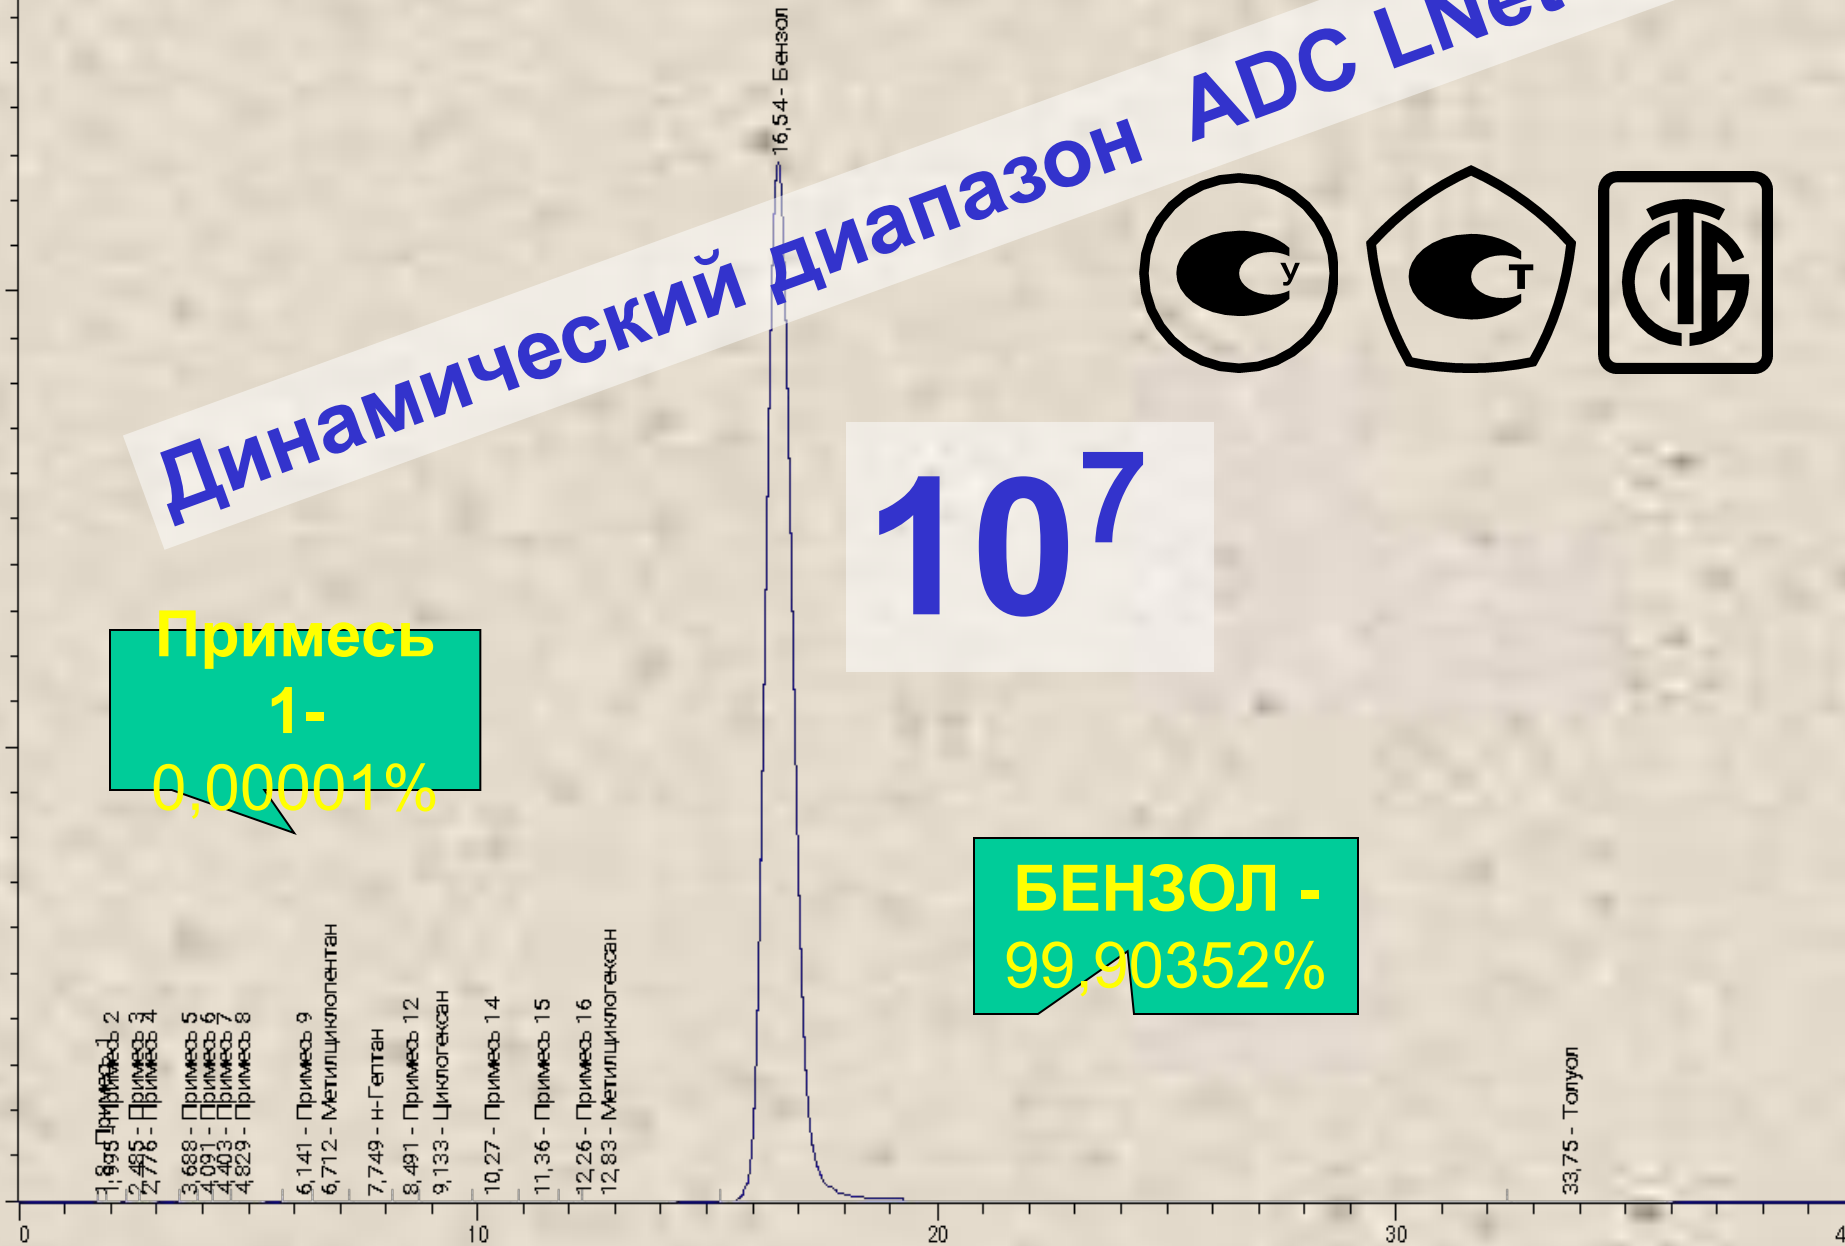 16,54 - Бензол
Динамический диапазон ADC LNet
У
Т
10⁷
Примесь
1-
0,00001%
БЕНЗОЛ -
99,90352%
1,995 - Примесь 2
2,485 - Примесь 3
2,776 - Примесь 4
3,688 - Примесь 5
4,091 - Примесь 6
4,403 - Примесь 7
4,829 - Примесь 8
6,141 - Примесь 9
6,712 - Метилциклопентан
7,749 - н-Гептан
8,491 - Примесь 12
9,133 - Циклогексан
10,27 - Примесь 14
11,36 - Примесь 15
12,26 - Примесь 16
12,83 - Метилциклогексан
33,75 - Толуол
0
10
20
30